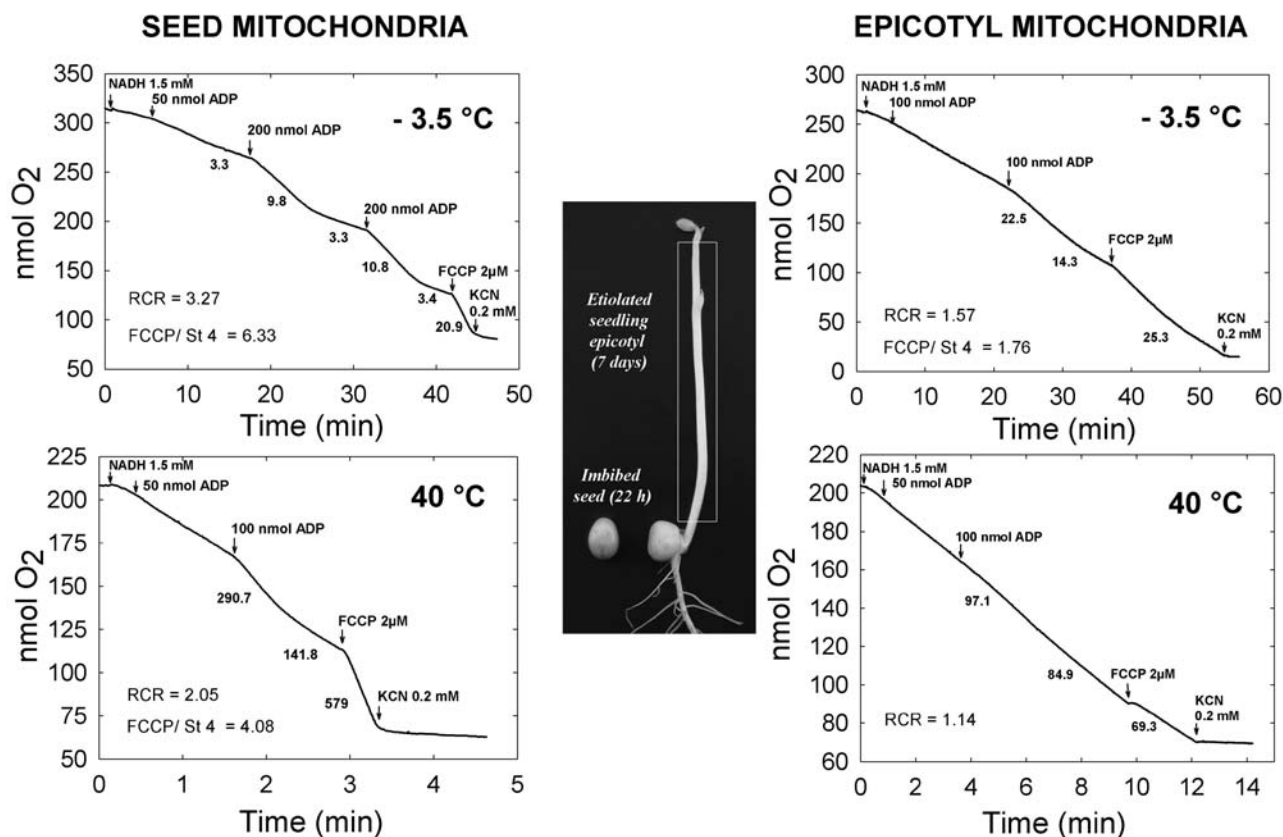 SEED MITOCHONDRIA
EPICOTYL MITOCHONDRIA
350
300
250
200
150
100
50
nmol O2
NADH 1.5 mM
50 nmol ADP
- 3.5 °C
200 nmol ADP
3.3
9.8
200 nmol ADP
3.3
10.8
FCCP 2µM
3.4
KCN
0.2 mM
20.9
RCR = 3.27
FCCP/ St 4 = 6.33
0 10 20 30 40 50
Time (min)
300
250
200
150
100
50
0
nmol O2
NADH 1.5 mM
100 nmol ADP
- 3.5 °C
100 nmol ADP
22.5
FCCP 2µM
14.3
KCN
0.2 mM
25.3
RCR = 1.57
FCCP/ St 4 = 1.76
0 10 20 30 40 50 60
Time (min)
Etiolated
seedling
epicotyl
(7 days)
Imbibed
seed (22 h)
225
200
175
150
125
100
75
50
nmol O2
NADH 1.5 mM
50 nmol ADP
40 °C
100 nmol ADP
290.7
FCCP 2µM
141.8
579
KCN 0.2 mM
RCR = 2.05
FCCP/ St 4 = 4.08
0 1 2 3 4 5
Time (min)
220
200
180
160
140
120
100
80
60
nmol O2
NADH 1.5 mM
50 nmol ADP
40 °C
100 nmol ADP
97.1
84.9
FCCP 2µM
KCN
0.2 mM
69.3
RCR = 1.14
0 2 4 6 8 10 12 14
Time (min)